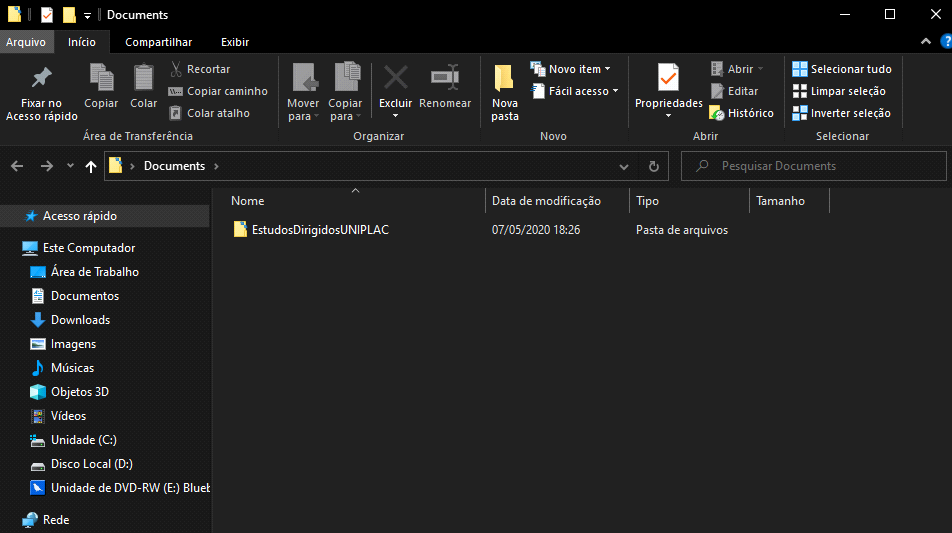 Documents
Arquivo Início Compartilhar Exibir
Fixar no Acesso rápido
Copiar
Colar
Recortar
Copiar caminho
Colar atalho
Área de Transferência
Mover para
Copiar para
Excluir
Renomear
Organizar
Nova pasta
Novo item
Fácil acesso
Novo
Propriedades
Abrir
Editar
Histórico
Abrir
Selecionar tudo
Limpar seleção
Inverter seleção
Selecionar
Documents
Pesquisar Documents
Nome Data de modificação Tipo Tamanho
EstudosDirigidosUNIPLAC 07/05/2020 18:26 Pasta de arquivos
Acesso rápido
Este Computador
Área de Trabalho
Documentos
Downloads
Imagens
Músicas
Objetos 3D
Vídeos
Unidade (C:)
Disco Local (D:)
Unidade de DVD-RW (E:) Blueb
Rede